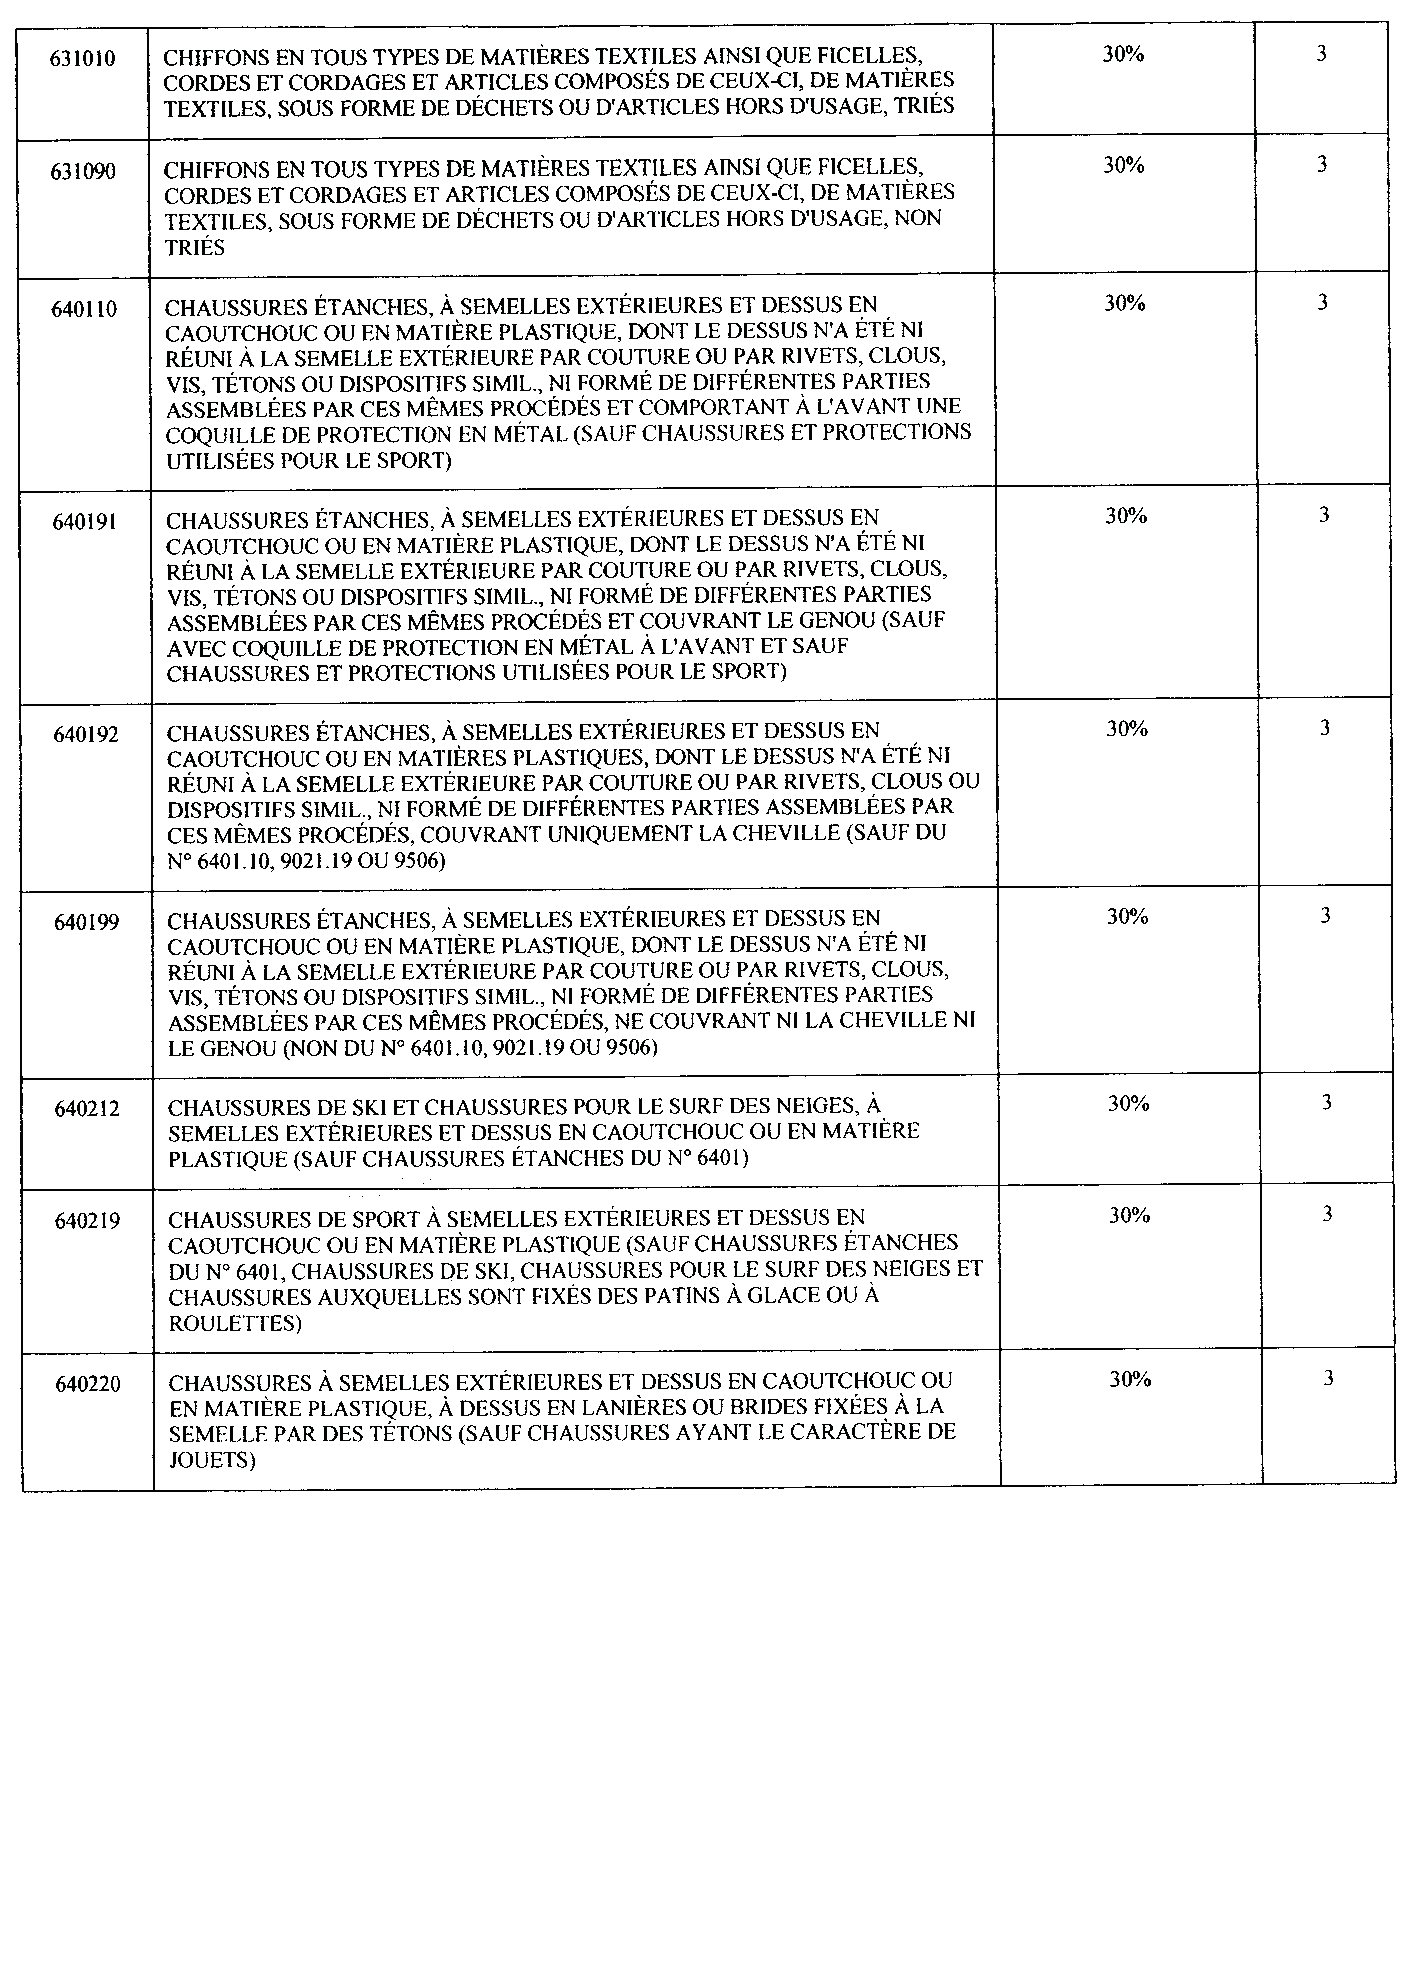 631010 CHIFFONS EN TOUS TYPES DE MATIÈRES TEXTILES AINSI QUE FICELLES, 30% 3
CORDES ET CORDAGES ET ARTICLES COMPOSÉS DE CEUX-CI, DE MATIÈRES
TEXTILES, SOUS FORME DE DÉCHETS OU D'ARTICLES HORS D'USAGE, TRIÉS
631090 CHIFFONS EN TOUS TYPES DE MATIÈRES TEXTILES AINSI QUE FICELLES, 30% 3
CORDES ET CORDAGES ET ARTICLES COMPOSÉS DE CEUX-CI, DE MATIÈRES
TEXTILES, SOUS FORME DE DÉCHETS OU D'ARTICLES HORS D'USAGE, NON
TRIÉS
640110 CHAUSSURES ÉTANCHES, À SEMELLES EXTÉRIEURES ET DESSUS EN 30% 3
CAOUTCHOUC OU EN MATIÈRE PLASTIQUE, DONT LE DESSUS N'A ÉTÉ NI
RÉUNI À LA SEMELLE EXTÉRIEURE PAR COUTURE OU PAR RIVETS, CLOUS,
VIS, TÉTONS OU DISPOSITIFS SIMIL., NI FORMÉ DE DIFFÉRENTES PARTIES
ASSEMBLÉES PAR CES MÊMES PROCÉDÉS ET COMPORTANT À L'AVANT UNE
COQUILLE DE PROTECTION EN MÉTAL (SAUF CHAUSSURES ET PROTECTIONS
UTILISÉES POUR LE SPORT)
640191 CHAUSSURES ÉTANCHES, À SEMELLES EXTÉRIEURES ET DESSUS EN 30% 3
CAOUTCHOUC OU EN MATIÈRE PLASTIQUE, DONT LE DESSUS N'A ÉTÉ NI
RÉUNI À LA SEMELLE EXTÉRIEURE PAR COUTURE OU PAR RIVETS, CLOUS,
VIS, TÉTONS OU DISPOSITIFS SIMIL., NI FORMÉ DE DIFFÉRENTES PARTIES
ASSEMBLÉES PAR CES MÊMES PROCÉDÉS ET COUVRANT LE GENOU (SAUF
AVEC COQUILLE DE PROTECTION EN MÉTAL À L'AVANT ET SAUF
CHAUSSURES ET PROTECTIONS UTILISÉES POUR LE SPORT)
640192 CHAUSSURES ÉTANCHES, À SEMELLES EXTÉRIEURES ET DESSUS EN 30% 3
CAOUTCHOUC OU EN MATIÈRES PLASTIQUES, DONT LE DESSUS N'A ÉTÉ NI
RÉUNI À LA SEMELLE EXTÉRIEURE PAR COUTURE OU PAR RIVETS, CLOUS OU
DISPOSITIFS SIMIL., NI FORMÉ DE DIFFÉRENTES PARTIES ASSEMBLÉES PAR
CES MÊMES PROCÉDÉS, COUVRANT UNIQUEMENT LA CHEVILLE (SAUF DU
N° 6401.10, 9021.19 OU 9506)
640199 CHAUSSURES ÉTANCHES, À SEMELLES EXTÉRIEURES ET DESSUS EN 30% 3
CAOUTCHOUC OU EN MATIÈRE PLASTIQUE, DONT LE DESSUS N'A ÉTÉ NI
RÉUNI À LA SEMELLE EXTÉRIEURE PAR COUTURE OU PAR RIVETS, CLOUS,
VIS, TÉTONS OU DISPOSITIFS SIMIL., NI FORMÉ DE DIFFÉRENTES PARTIES
ASSEMBLÉES PAR CES MÊMES PROCÉDÉS, NE COUVRANT NI LA CHEVILLE NI
LE GENOU (NON DU N° 6401.10, 9021.19 OU 9506)
640212 CHAUSSURES DE SKI ET CHAUSSURES POUR LE SURF DES NEIGES, À 30% 3
SEMELLES EXTÉRIEURES ET DESSUS EN CAOUTCHOUC OU EN MATIÈRE
PLASTIQUE (SAUF CHAUSSURES ÉTANCHES DU N° 6401)
640219 CHAUSSURES DE SPORT À SEMELLES EXTÉRIEURES ET DESSUS EN 30% 3
CAOUTCHOUC OU EN MATIÈRE PLASTIQUE (SAUF CHAUSSURES ÉTANCHES
DU N° 6401, CHAUSSURES DE SKI, CHAUSSURES POUR LE SURF DES NEIGES ET
CHAUSSURES AUXQUELLES SONT FIXÉS DES PATINS À GLACE OU À
ROULETTES)
640220 CHAUSSURES À SEMELLES EXTÉRIEURES ET DESSUS EN CAOUTCHOUC OU 30% 3
EN MATIÈRE PLASTIQUE, À DESSUS EN LANIÈRES OU BRIDES FIXÉES À LA
SEMELLE PAR DES TÉTONS (SAUF CHAUSSURES AYANT LE CARACTÈRE DE
JOUETS)